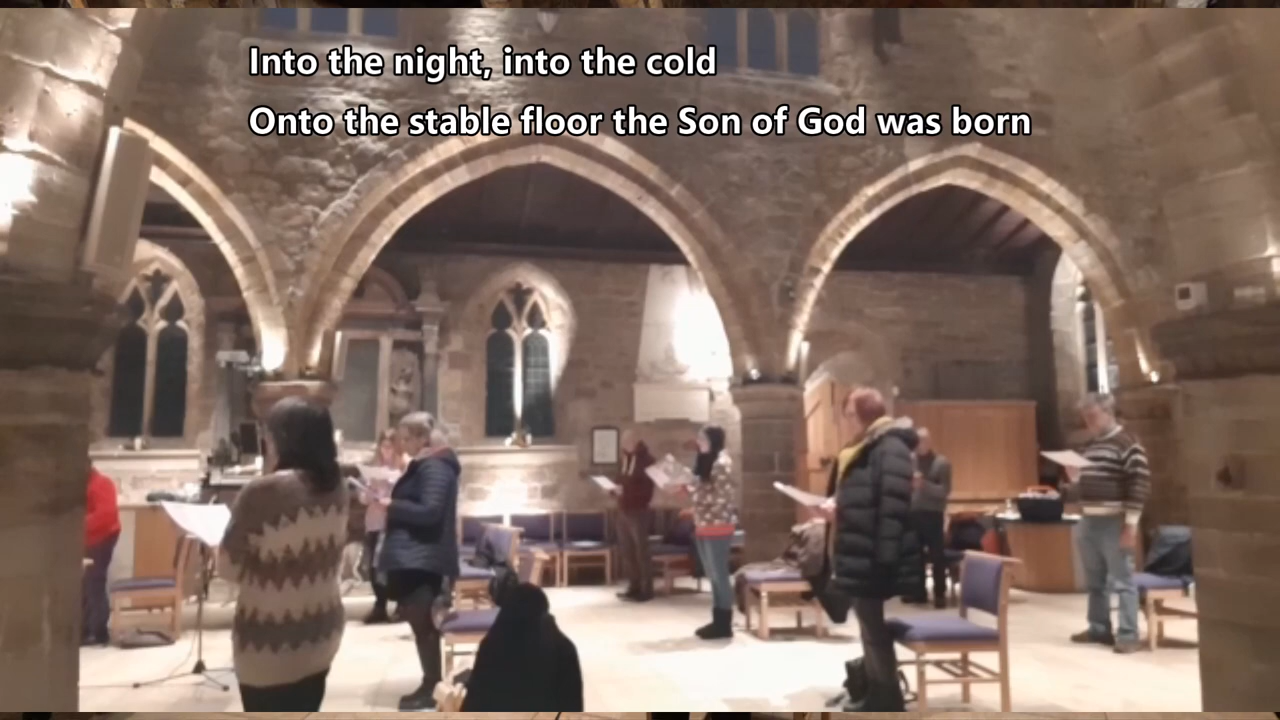 Into the night, into the cold
Onto the stable floor the Son of God was born